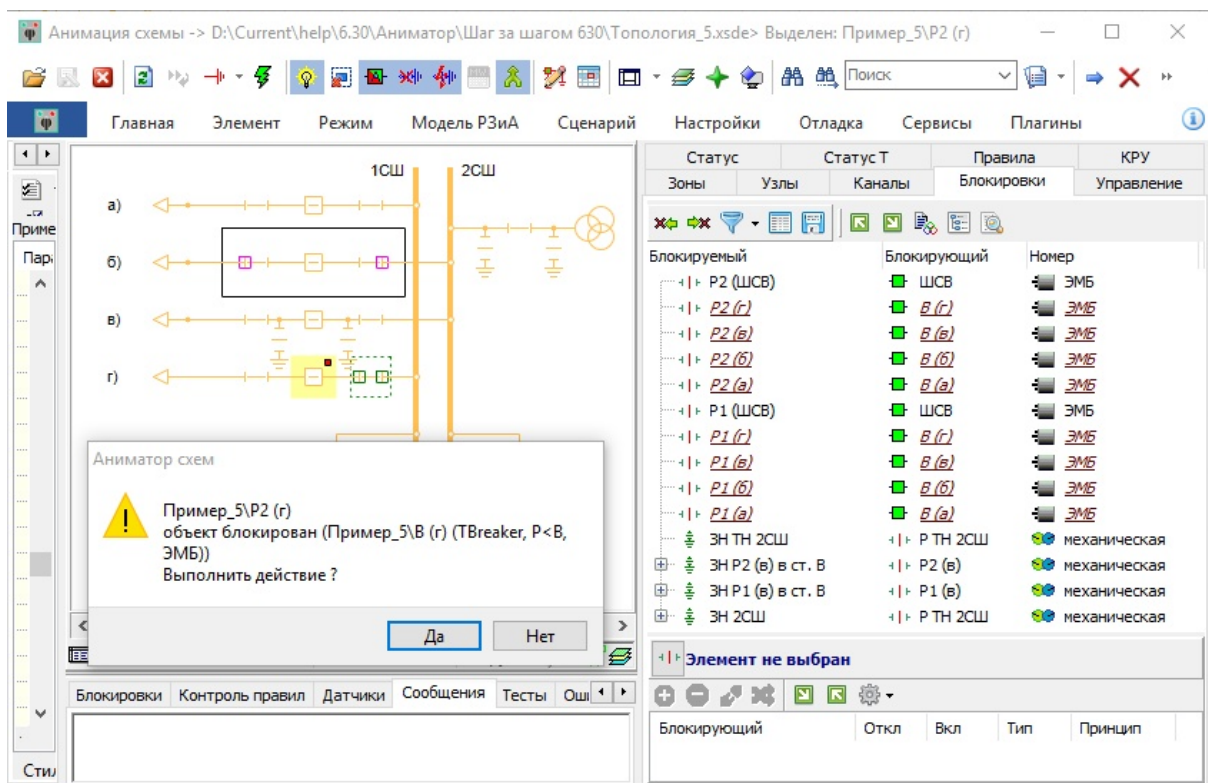 Анимация схемы -> D:\Current\help\6.30\Аниматор\Шаг за шагом 630\Топология_5.xsde> Выделен: Пример_5\Р2 (г)
Поиск
Главная Элемент Режим Модель РЗиА Сценарий Настройки Отладка Сервисы Плагины
Приме
Пара
Стил
1СШ 2СШ
а)
б)
в)
г)
Аниматор схем
Пример_5\Р2 (г)
объект блокирован (Пример_5\В (г) (TBreaker, P<B,
ЭМБ))
Выполнить действие ?
Да Нет
Блокировки Контроль правил Датчики Сообщения Тесты Оши
Статус Статус Т Правила КРУ
Зоны Узлы Каналы Блокировки Управление
Блокируемый Блокирующий Номер
Р2 (ШСВ) ШСВ ЭМБ
Р2 (г) В (г) ЭМБ
Р2 (в) В (в) ЭМБ
Р2 (б) В (б) ЭМБ
Р2 (а) В (а) ЭМБ
Р1 (ШСВ) ШСВ ЭМБ
Р1 (г) В (г) ЭМБ
Р1 (в) В (в) ЭМБ
Р1 (б) В (б) ЭМБ
Р1 (а) В (а) ЭМБ
ЗН ТН 2СШ Р ТН 2СШ механическая
ЗН Р2 (в) в ст. В Р2 (в) механическая
ЗН Р1 (в) в ст. В Р1 (в) механическая
ЗН 2СШ Р ТН 2СШ механическая
Элемент не выбран
Блокирующий Откл Вкл Тип Принцип